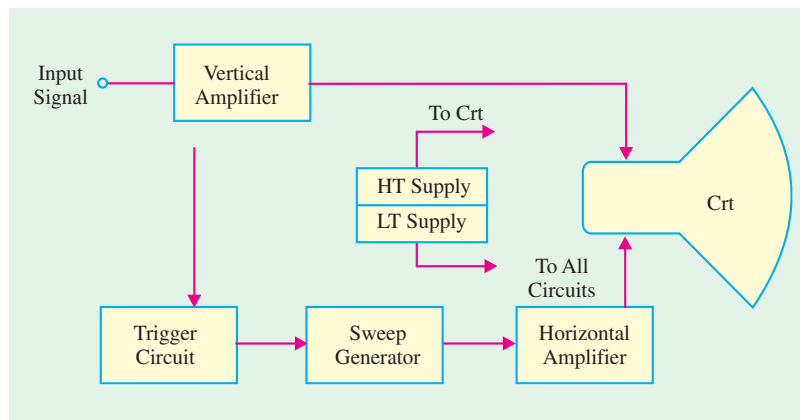 Input
Signal
Vertical
Amplifier
To Crt
HT Supply
LT Supply
Crt
To All
Circuits
Trigger
Circuit
Sweep
Generator
Horizontal
Amplifier